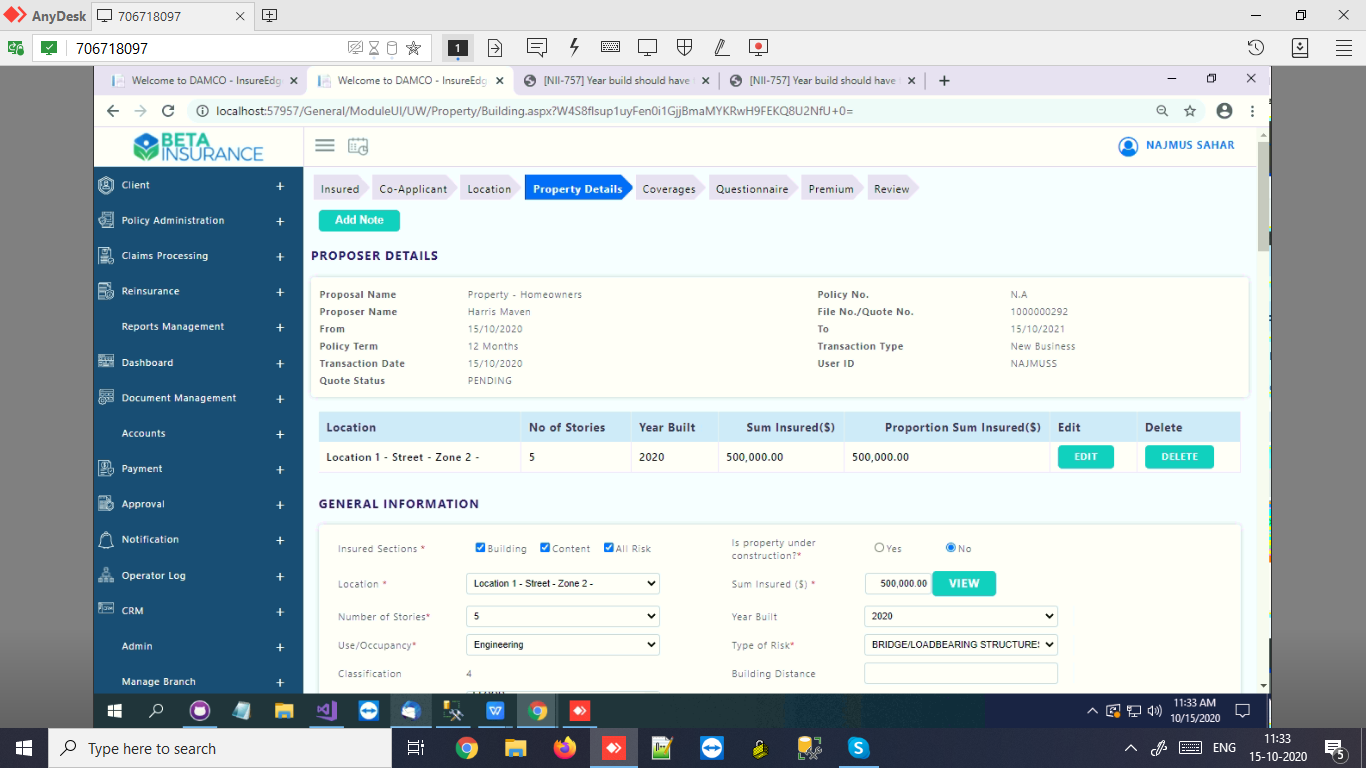 AnyDesk 706718097
706718097 1
Welcome to DAMCO - InsureEdg Welcome to DAMCO - InsureEdg [NII-757] Year build should have [NII-757] Year build should have
localhost:57957/General/ModuleUI/UW/Property/Building.aspx?W4S8flsup1uyFen0i1GjjBmaMYKRwH9FEKQ8U2NfU+0=
BETA
INSURANCE
NAJMUS SAHAR
Client +
Policy Administration +
Claims Processing +
Reinsurance +
Reports Management +
Dashboard +
Document Management +
Accounts +
Payment +
Approval +
Notification +
Operator Log +
CRM +
Admin +
Manage Branch +
Insured Co-Applicant Location Property Details Coverages Questionnaire Premium Review
Add Note
PROPOSER DETAILS
Proposal Name Property - Homeowners Policy No. N.A
Proposer Name Harris Maven File No./Quote No. 1000000292
From 15/10/2020 To 15/10/2021
Policy Term 12 Months Transaction Type New Business
Transaction Date 15/10/2020 User ID NAJMUSS
Quote Status PENDING
Location No of Stories Year Built Sum Insured($) Proportion Sum Insured($) Edit Delete
Location 1 - Street - Zone 2 - 5 2020 500,000.00 500,000.00 EDIT DELETE
GENERAL INFORMATION
Insured Sections * Building Content All Risk Is property under
construction?* Yes No
Location * Location 1 - Street - Zone 2 - Sum Insured ($) * 500,000.00 VIEW
Number of Stories* 5 Year Built 2020
Use/Occupancy* Engineering Type of Risk* BRIDGE/LOADBEARING STRUCTURES
Classification 4 Building Distance
11:33 AM
10/15/2020
Type here to search
ENG 11:33
15-10-2020 5